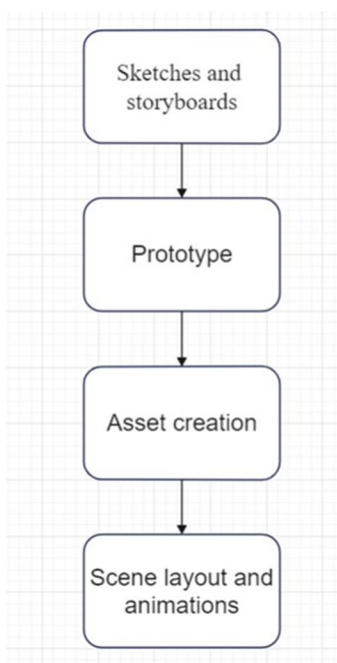 Sketches and
storyboards
Prototype
Asset creation
Scene layout and
animations